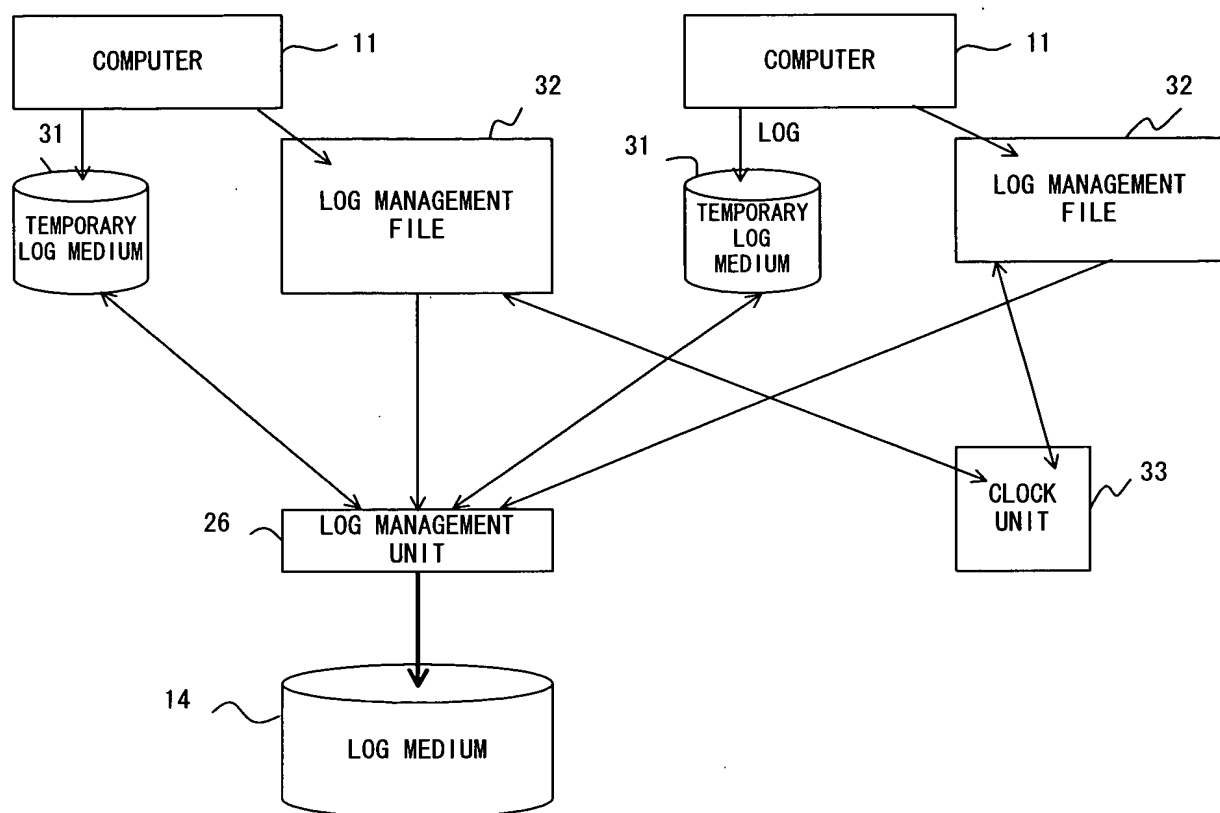 COMPUTER
11
COMPUTER
11
31
32
LOG
31
32
TEMPORARY
LOG MEDIUM
LOG MANAGEMENT
FILE
TEMPORARY
LOG
MEDIUM
LOG MANAGEMENT
FILE
26
LOG MANAGEMENT
UNIT
CLOCK
UNIT
33
14
LOG MEDIUM